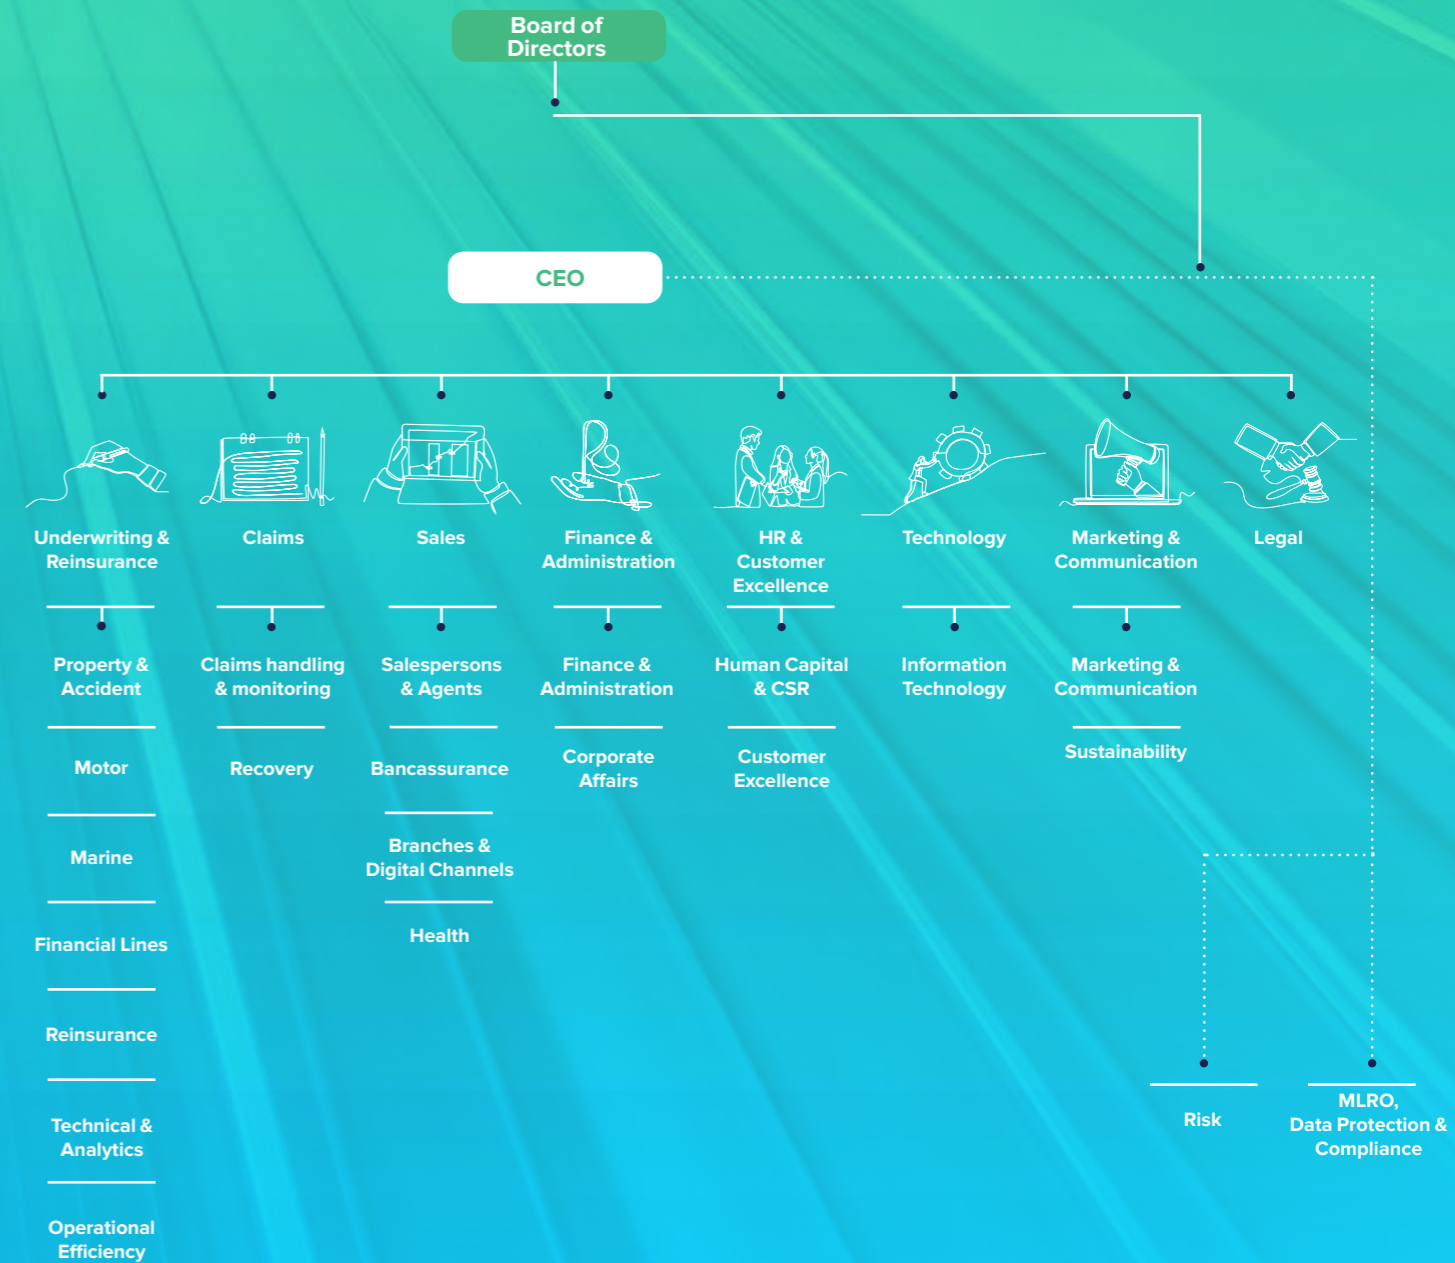 Board of
Directors
CEO
Underwriting &
Reinsurance
Claims
Sales
Finance &
Administration
HR &
Customer
Excellence
Technology
Marketing &
Communication
Legal
Property &
Accident
Motor
Marine
Financial Lines
Reinsurance
Technical &
Analytics
Operational
Efficiency
Claims handling
& monitoring
Recovery
Salespersons
& Agents
Bancassurance
Branches &
Digital Channels
Health
Finance &
Administration
Corporate
Affairs
Human Capital
& CSR
Customer
Excellence
Information
Technology
Marketing &
Communication
Sustainability
Risk
MLRO,
Data Protection &
Compliance